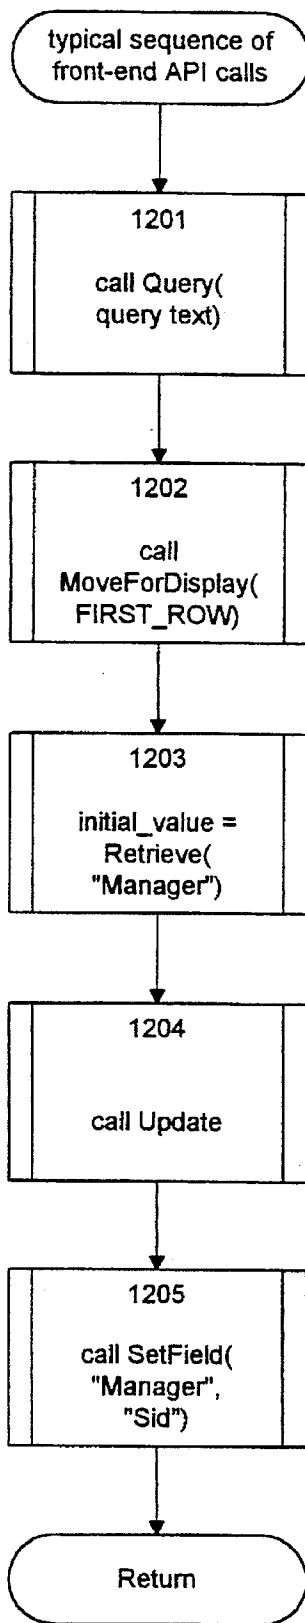 typical sequence of
front-end API calls
1201
call Query(
query text)
1202
call
MoveForDisplay(
FIRST_ROW)
1203
initial_value =
Retrieve(
"Manager")
1204
call Update
1205
call SetField(
"Manager",
"Sid")
Return